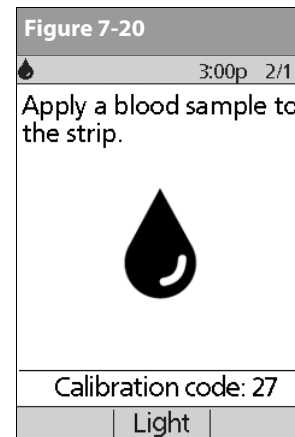 Figure 7-20
3:00p 2/1
Apply a blood sample to
the strip.
Calibration code: 27
Light